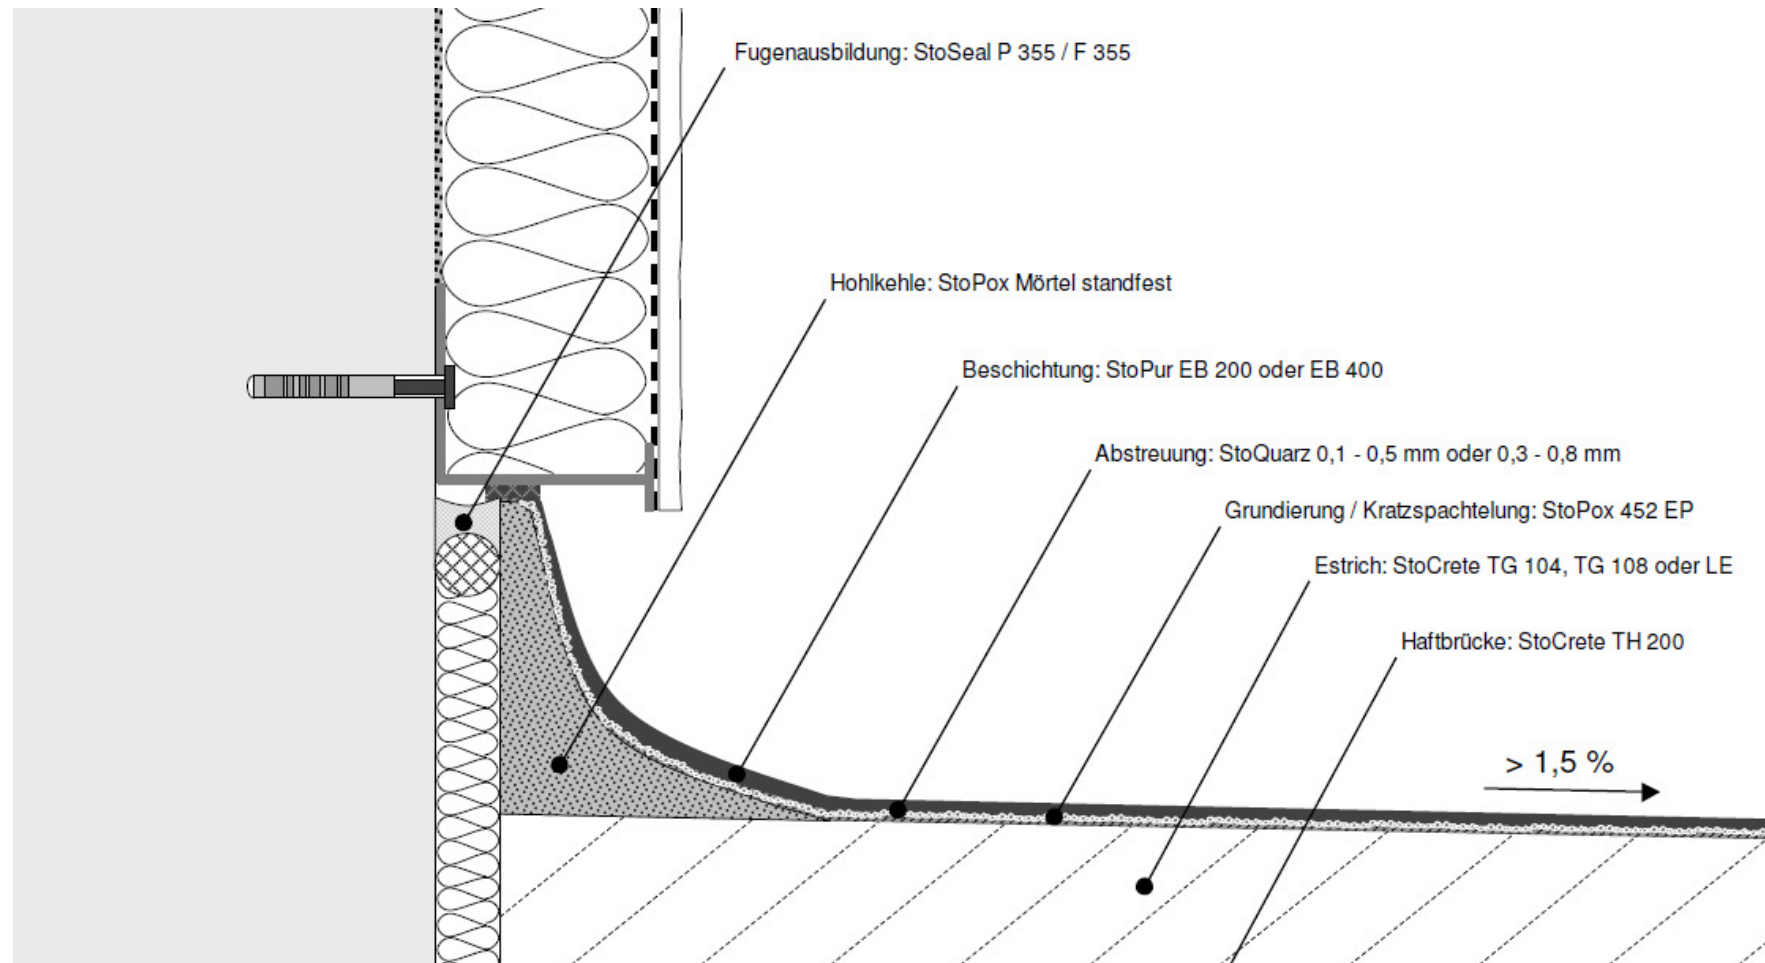 Fugenausbildung: StoSeal P 355 / F 355
Hohlkehle: StoPox Mörtel standfest
Beschichtung: StoPur EB 200 oder EB 400
Abstreuung: StoQuarz 0,1 - 0,5 mm oder 0,3 - 0,8 mm
Grundierung / Kratzspachtelung: StoPox 452 EP
Estrich: StoCrete TG 104, TG 108 oder LE
Haftbrücke: StoCrete TH 200
> 1,5 %